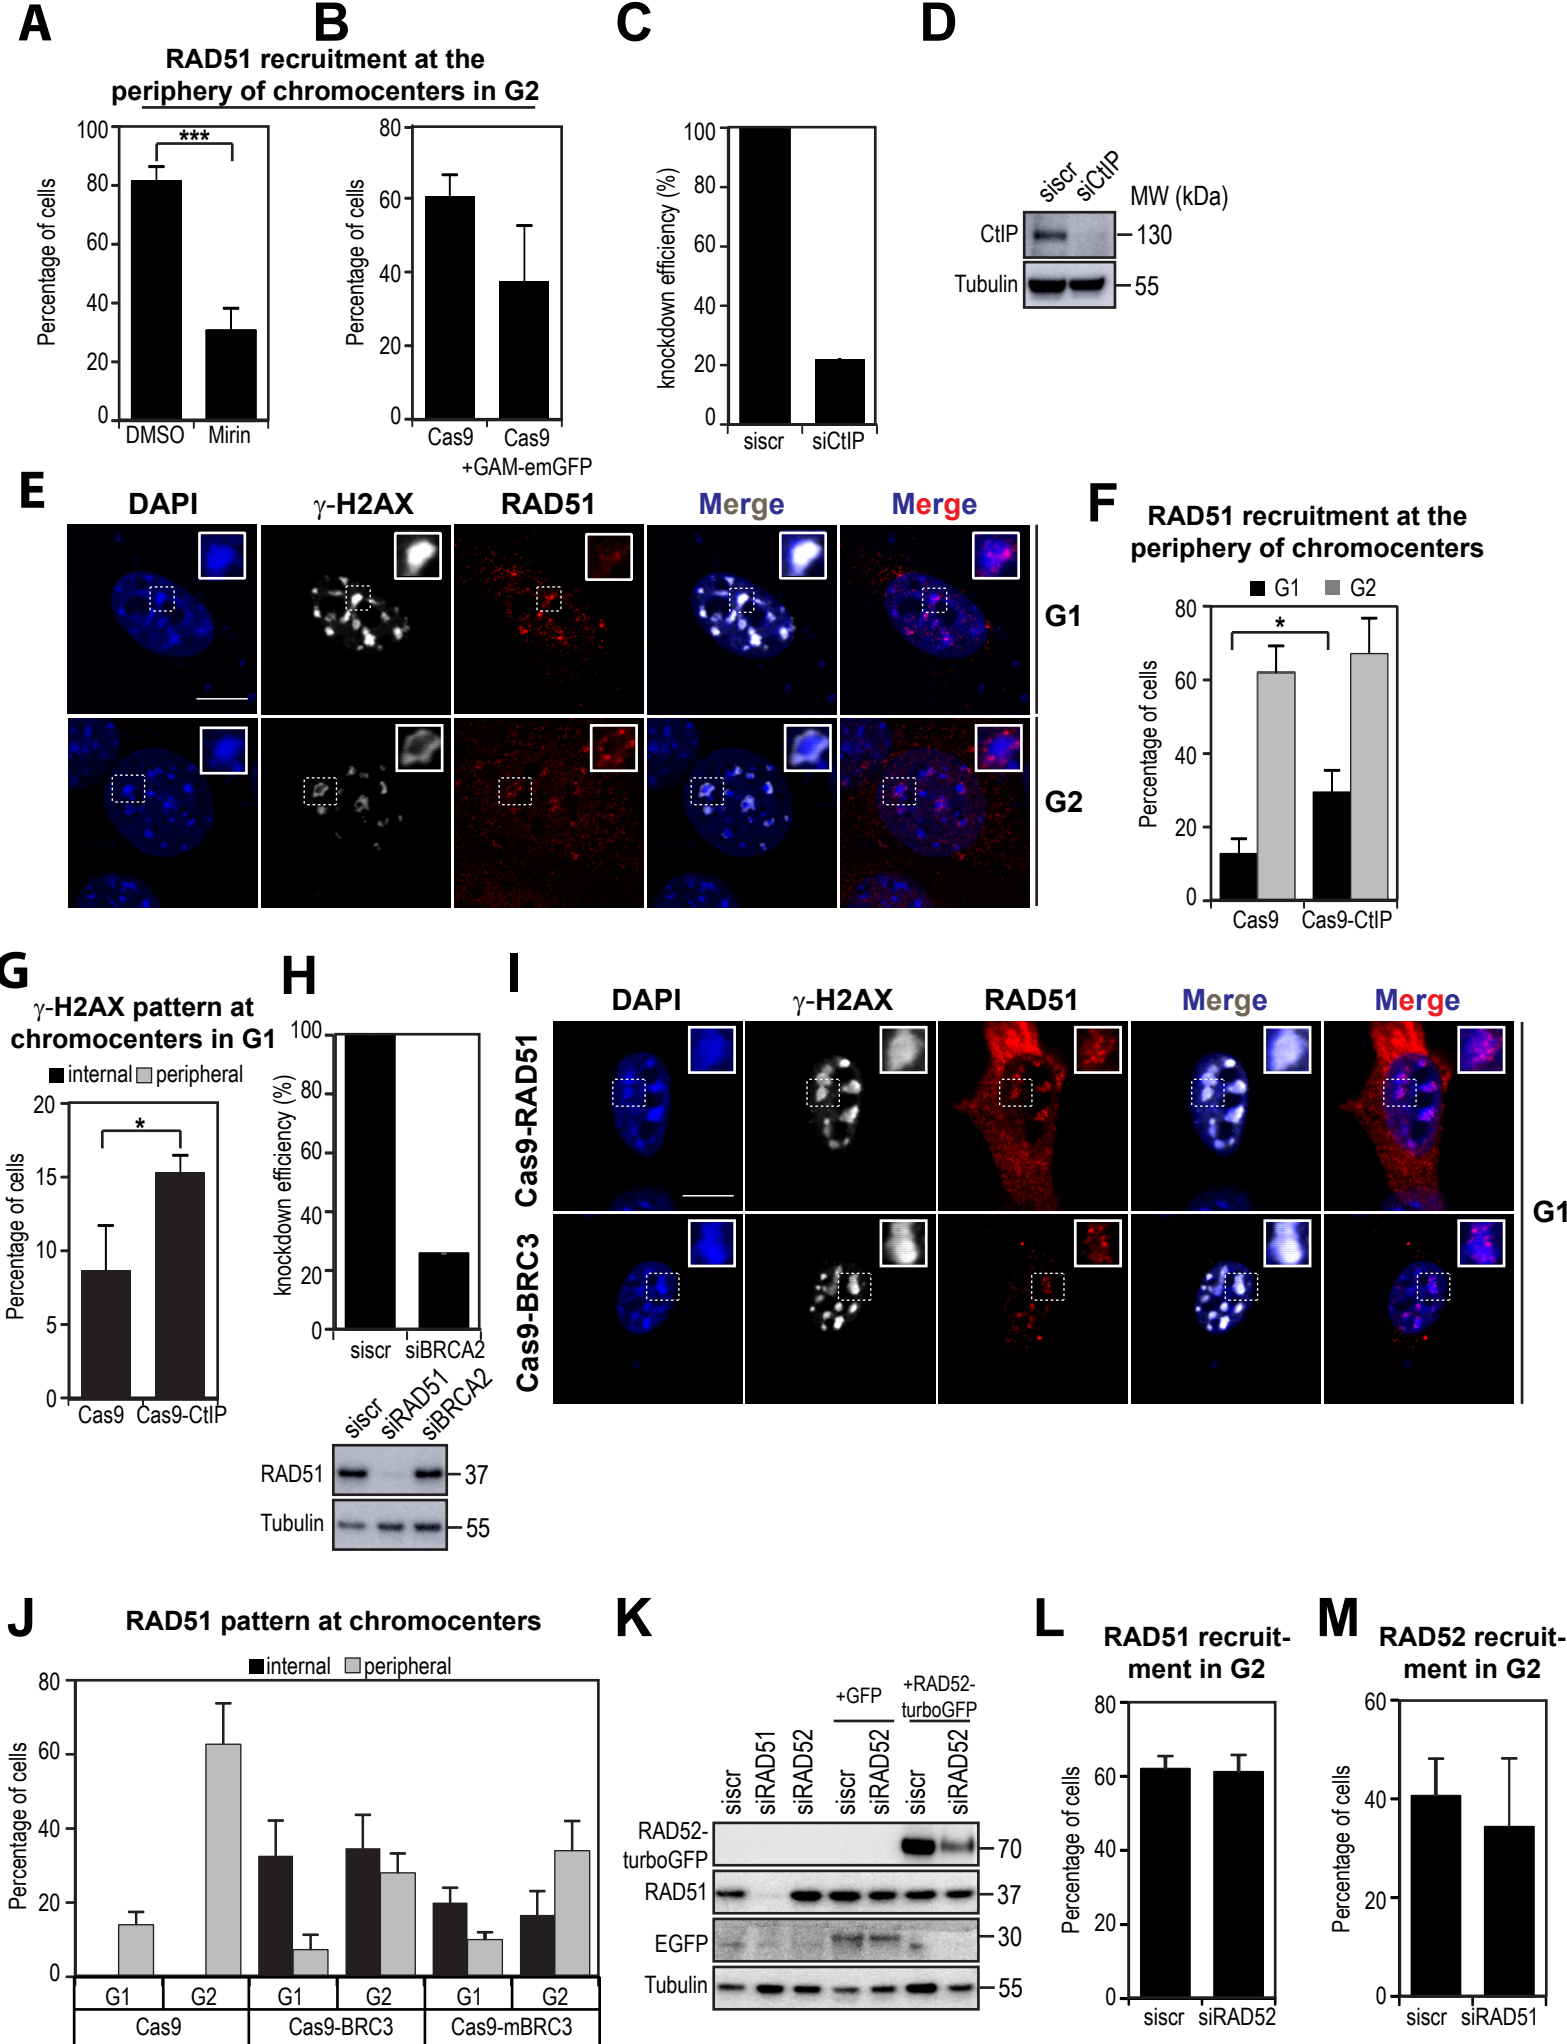 A
B
RAD51 recruitment at the
periphery of chromocenters in G2
Percentage of cells
100
80
60
40
20
0
***
DMSO
Mirin
Percentage of cells
80
60
40
20
0
Cas9
Cas9
+GAM-emGFP
C
knockdown efficiency (%)
100
80
60
40
20
0
siscr
siCtIP
D
siscr
siCtIP
MW (kDa)
CtIP
130
Tubulin
55
E
DAPI
γ-H2AX
RAD51
Merge
Merge
G1
G2
F
RAD51 recruitment at the
periphery of chromocenters
G1
G2
Percentage of cells
80
60
40
20
0
*
Cas9
Cas9-CtIP
G
γ-H2AX pattern at
chromocenters in G1
internal
peripheral
Percentage of cells
20
15
10
5
0
*
Cas9
Cas9-CtIP
H
knockdown efficiency (%)
100
80
60
40
20
0
siscr
siBRCA2
siscr
siRAD51
siBRCA2
RAD51
37
Tubulin
55
I
DAPI
γ-H2AX
RAD51
Merge
Merge
Cas9-RAD51
Cas9-BRC3
G1
J
RAD51 pattern at chromocenters
internal
peripheral
Percentage of cells
80
60
40
20
0
G1
G2
G1
G2
G1
G2
Cas9
Cas9-BRC3
Cas9-mBRC3
K
+GFP
+RAD52-
turboGFP
siscr
siRAD51
siRAD52
siscr
siRAD52
siscr
siRAD52
RAD52-
turboGFP
70
RAD51
37
EGFP
30
Tubulin
55
L
RAD51 recruit-
ment in G2
Percentage of cells
80
60
40
20
0
siscr
siRAD52
M
RAD52 recruit-
ment in G2
Percentage of cells
60
40
20
0
siscr
siRAD51